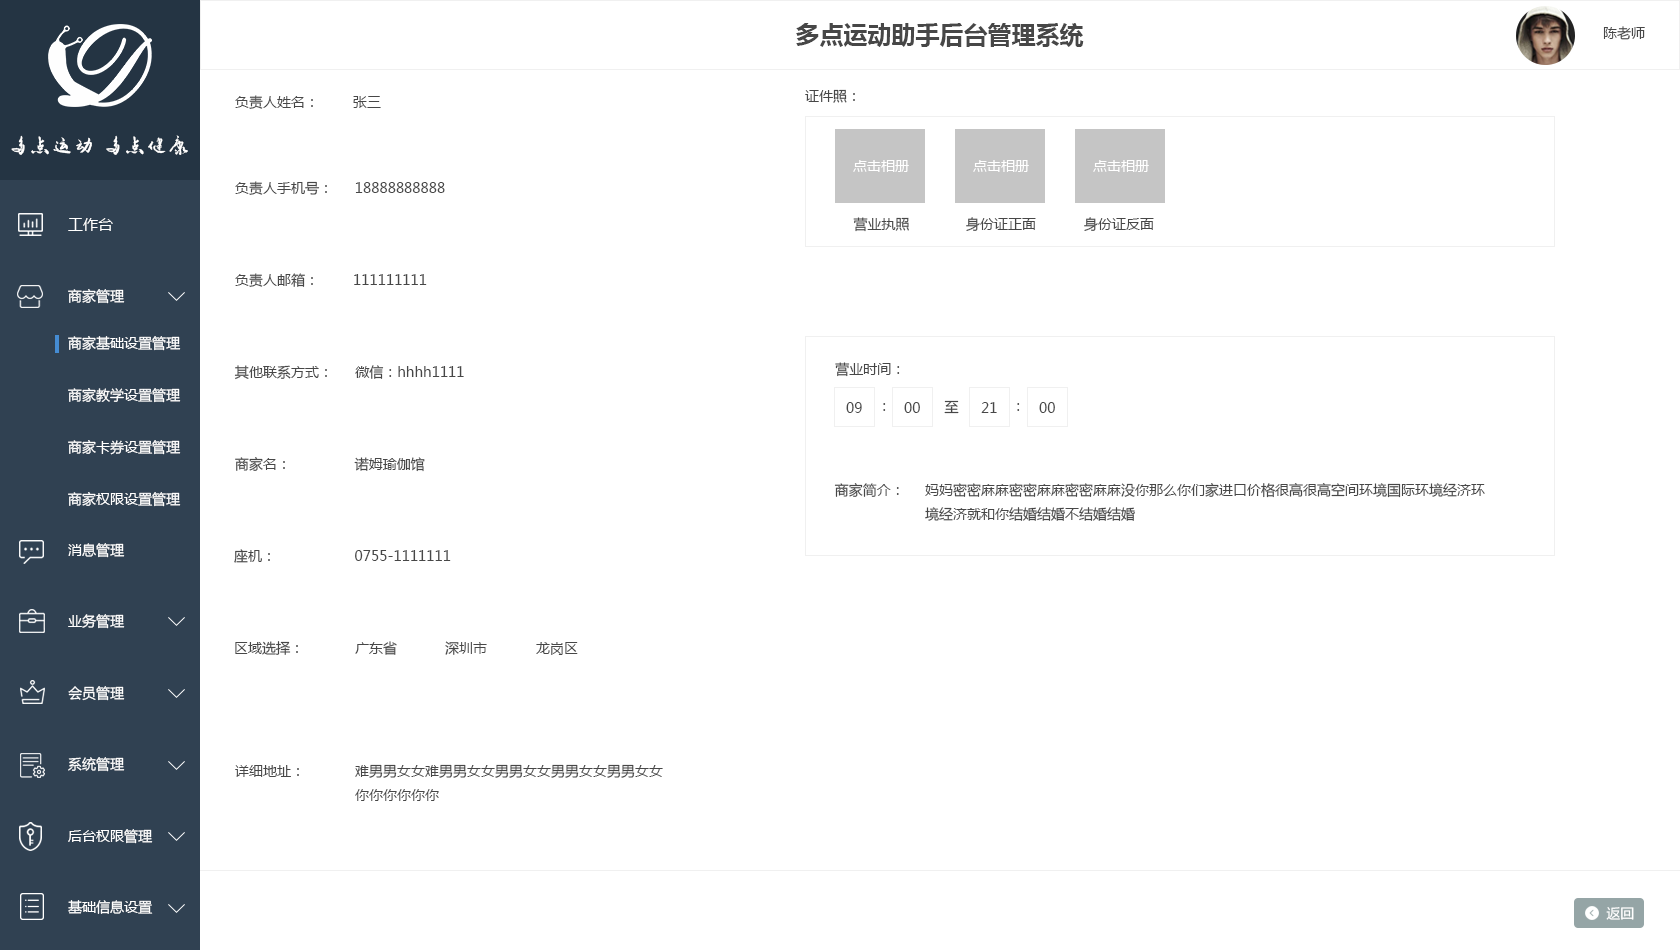 多点运动 多点健康
工作台
商家管理
商家基础设置管理
商家教学设置管理
商家卡券设置管理
商家权限设置管理
消息管理
业务管理
会员管理
系统管理
后台权限管理
基础信息设置
多点运动助手后台管理系统
陈老师
负责人姓名： 张三
负责人手机号： 18888888888
负责人邮箱： 111111111
其他联系方式： 微信：hhhh1111
商家名： 诺姆瑜伽馆
座机： 0755-1111111
区域选择： 广东省 深圳市 龙岗区
详细地址： 难男男女女难男男女女男男女女男男女女男男女女
你你你你你你
证件照：
点击相册 点击相册 点击相册
营业执照 身份证正面 身份证反面
营业时间：
09 : 00 至 21 : 00
商家简介： 妈妈密密麻麻密密麻麻密密麻麻没你那么你们家进口价格很高很高空间环境国际环境经济环
境经济就和你结婚结婚不结婚结婚
返回